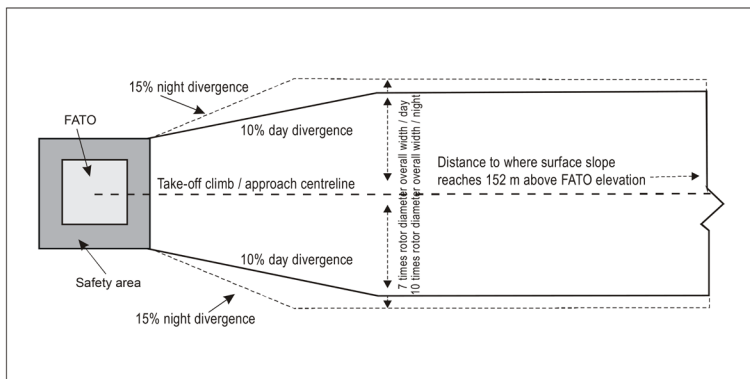 15% night divergence
FATO
10% day divergence
7 times rotor diameter overall width / day
10 times rotor diameter overall width / night
Distance to where surface slope
reaches 152 m above FATO elevation
Take-off climb / approach centreline
10% day divergence
Safety area
15% night divergence